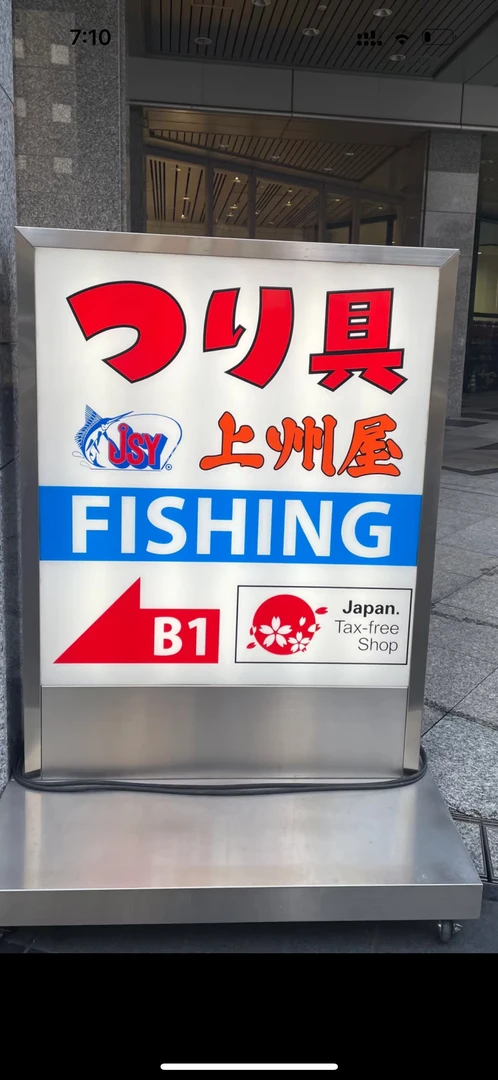 7:10
つり具
JSY 上州屋
FISHING
B1
Japan.
Tax-free
Shop